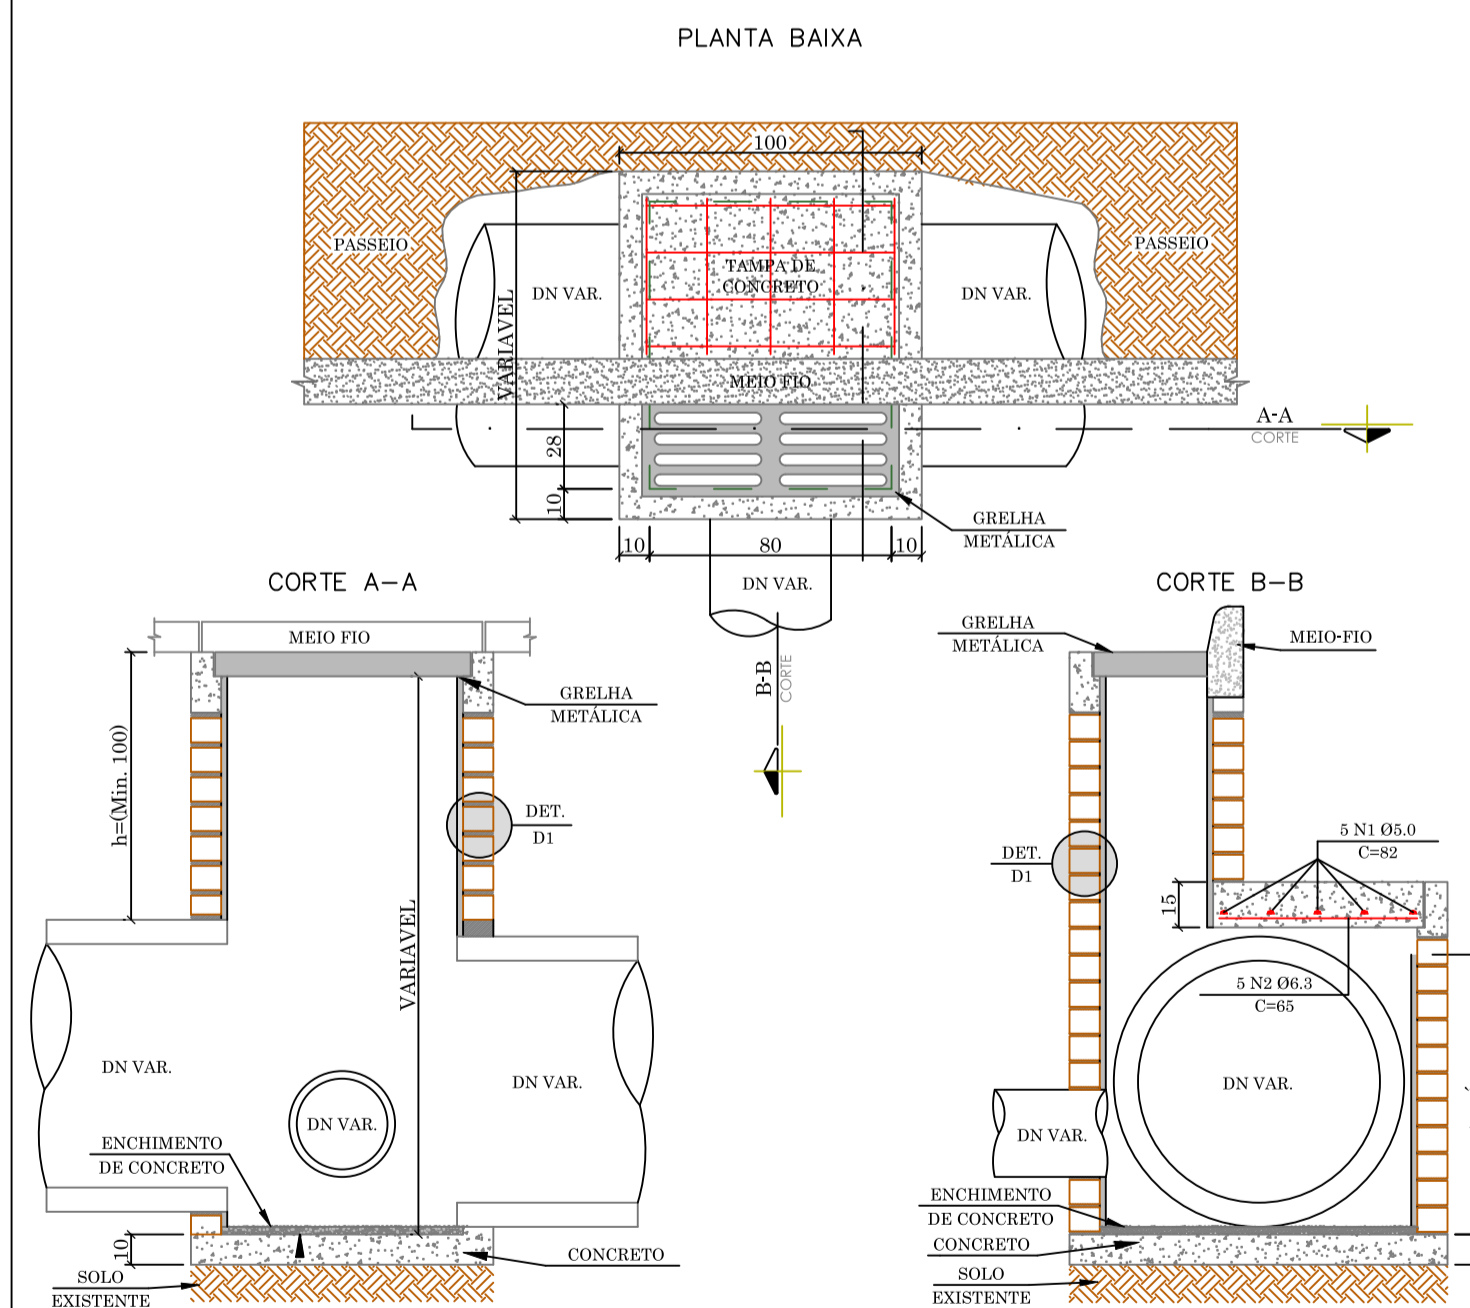 PLANTA BAIXA
100
PASSEIO
PASSEIO
TAMPA DE
CONCRETO
DN VAR.
DN VAR.
VARIAVEL
MEIO FIO
28
10
A-A
CORTE
GRELHA
METÁLICA
10
80
10
DN VAR.
B-B
CORTE
CORTE A-A
MEIO FIO
GRELHA
METÁLICA
h=(Min. 100)
DET.
D1
VARIAVEL
DN VAR.
DN VAR.
DN VAR.
ENCHIMENTO
DE CONCRETO
10
CONCRETO
SOLO
EXISTENTE
CORTE B-B
GRELHA
METÁLICA
MEIO-FIO
DET.
D1
5 N1 Ø5.0
C=82
15
5 N2 Ø6.3
C=65
DN VAR.
DN VAR.
ENCHIMENTO
DE CONCRETO
CONCRETO
SOLO
EXISTENTE